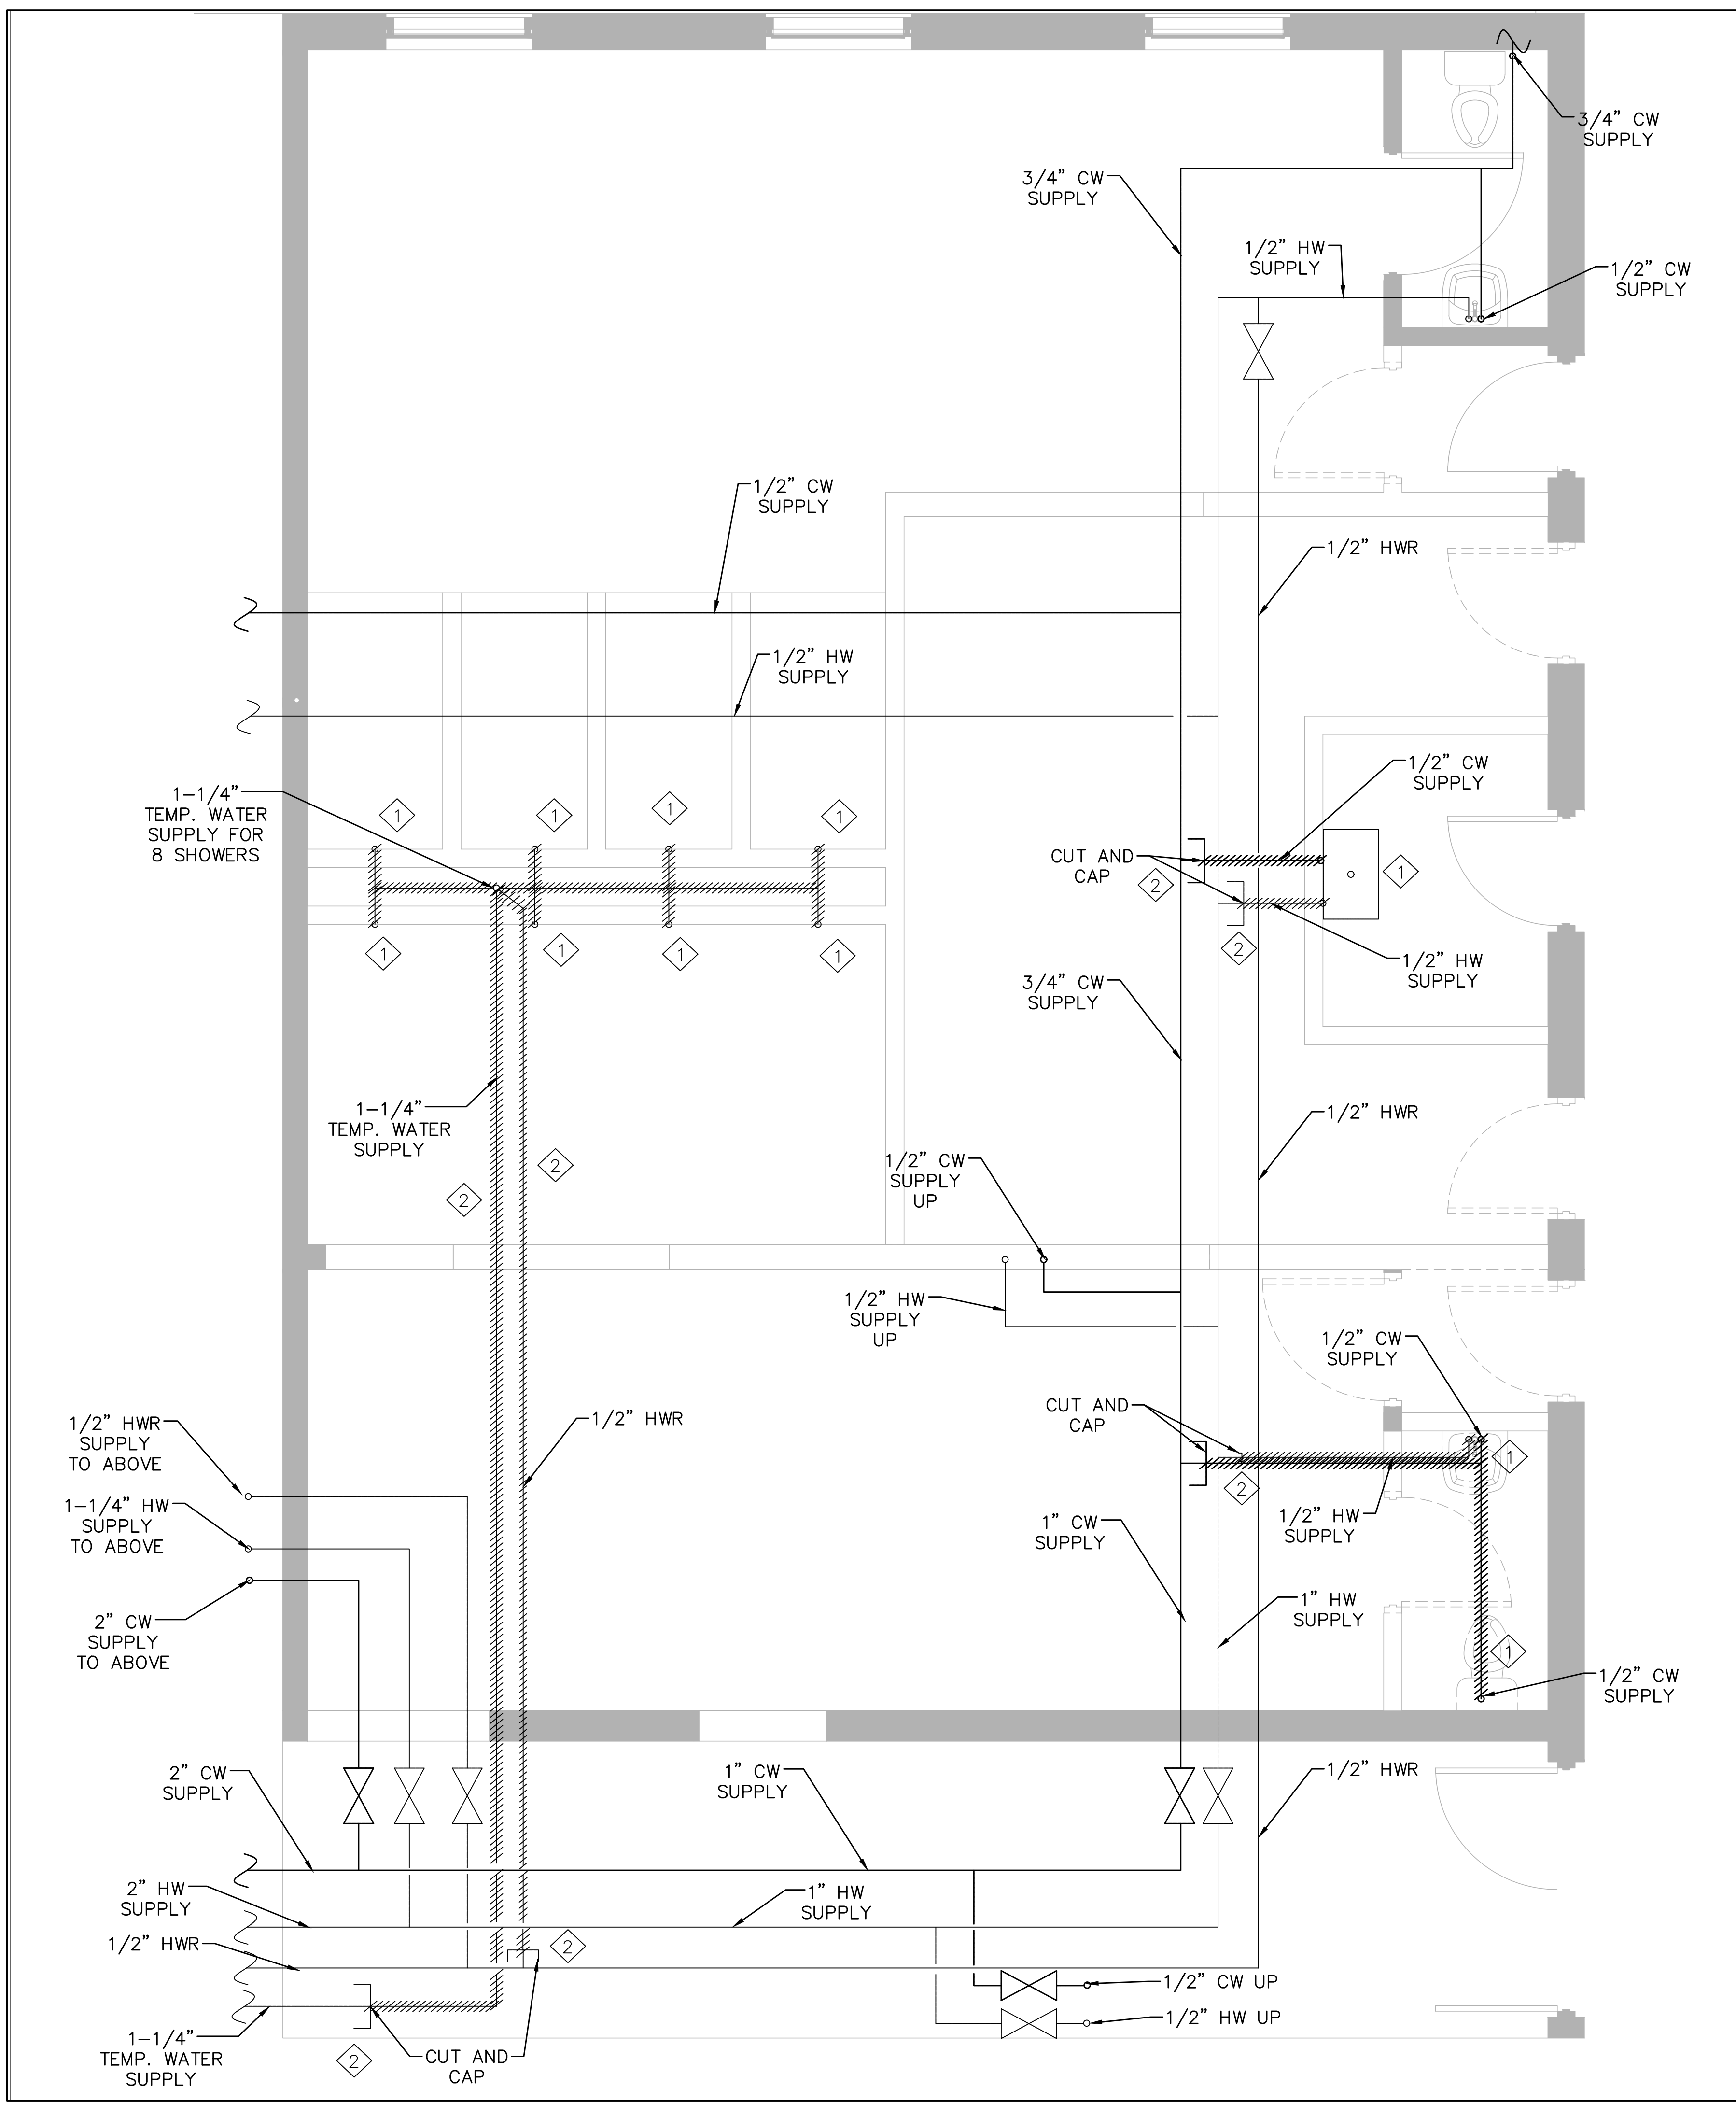 3/4” CW
SUPPLY
3/4” CW
SUPPLY
1/2” HW
SUPPLY
1/2” CW
SUPPLY
1/2” CW
SUPPLY
1/2” HWR
1/2” HW
SUPPLY
1/2” CW
SUPPLY
1-1/4”
TEMP. WATER
SUPPLY FOR
8 SHOWERS
1
1
1
1
CUT AND
CAP
1
2
2
1
1
1
1
1/2” HW
SUPPLY
3/4” CW
SUPPLY
1-1/4”
TEMP. WATER
SUPPLY
1/2” HWR
2
2
1/2” CW
SUPPLY
UP
1/2” HW
SUPPLY
UP
1/2” CW
SUPPLY
CUT AND
CAP
1/2” HWR
1/2” HWR
SUPPLY
TO ABOVE
1
2
1-1/4” HW
SUPPLY
TO ABOVE
1/2” HW
SUPPLY
1” CW
SUPPLY
2” CW
SUPPLY
TO ABOVE
1” HW
SUPPLY
1
1/2” CW
SUPPLY
2” CW
SUPPLY
1” CW
SUPPLY
1/2” HWR
2” HW
SUPPLY
1” HW
SUPPLY
1/2” HWR
2
1/2” CW UP
1/2” HW UP
1-1/4”
TEMP. WATER
SUPPLY
2
CUT AND
CAP